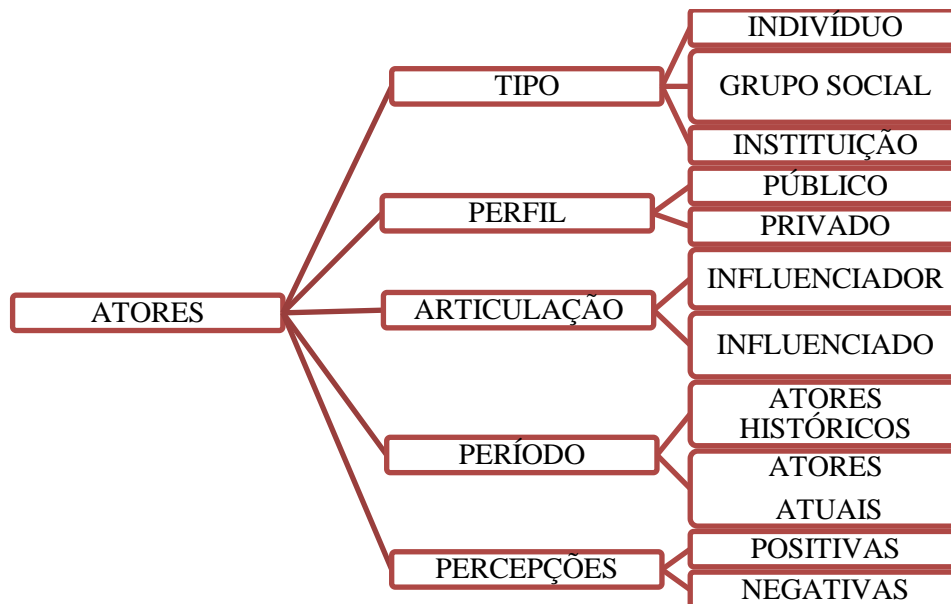 INDIVÍDUO
TIPO
GRUPO SOCIAL
INSTITUIÇÃO
PERFIL
PÚBLICO
PRIVADO
ATORES
ARTICULAÇÃO
INFLUENCIADOR
INFLUENCIADO
PERÍODO
ATORES
HISTÓRICOS
ATORES
ATUAIS
PERCEPÇÕES
POSITIVAS
NEGATIVAS